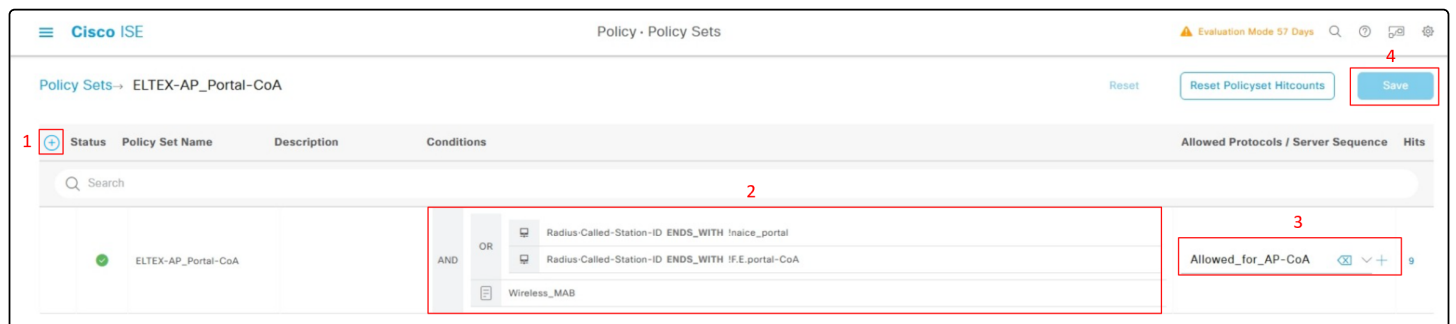 Cisco ISE
Policy · Policy Sets
Evaluation Mode 57 Days
4
Policy Sets→ ELTEX-AP_Portal-CoA
Reset
Reset Policyset Hitcounts
Save
1
Status Policy Set Name Description Conditions Allowed Protocols / Server Sequence Hits
Search
2
3
ELTEX-AP_Portal-CoA
AND
OR
Radius·Called-Station-ID ENDS_WITH !naice_portal
Radius·Called-Station-ID ENDS_WITH !F.E.portal-CoA
Wireless_MAB
Allowed_for_AP-CoA
9